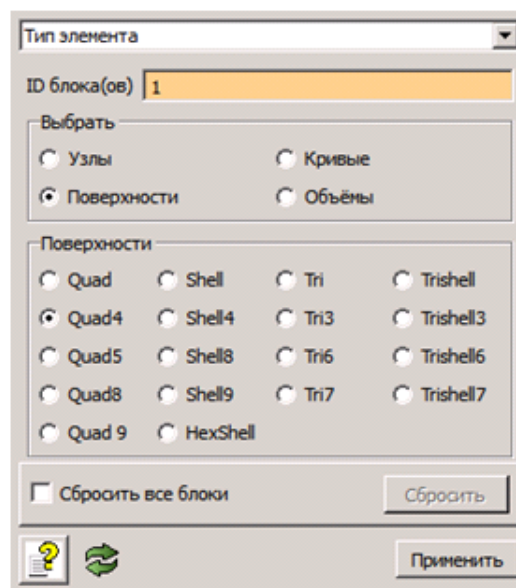 Тип элемента
ID блока(ов) 1
Выбрать
Узлы Кривые
Поверхности Объёмы
Поверхности
Quad Shell Tri Trishell
Quad4 Shell4 Tri3 Trishell3
Quad5 Shell8 Tri6 Trishell6
Quad8 Shell9 Tri7 Trishell7
Quad 9 HexShell
Сбросить все блоки Сбросить
Применить